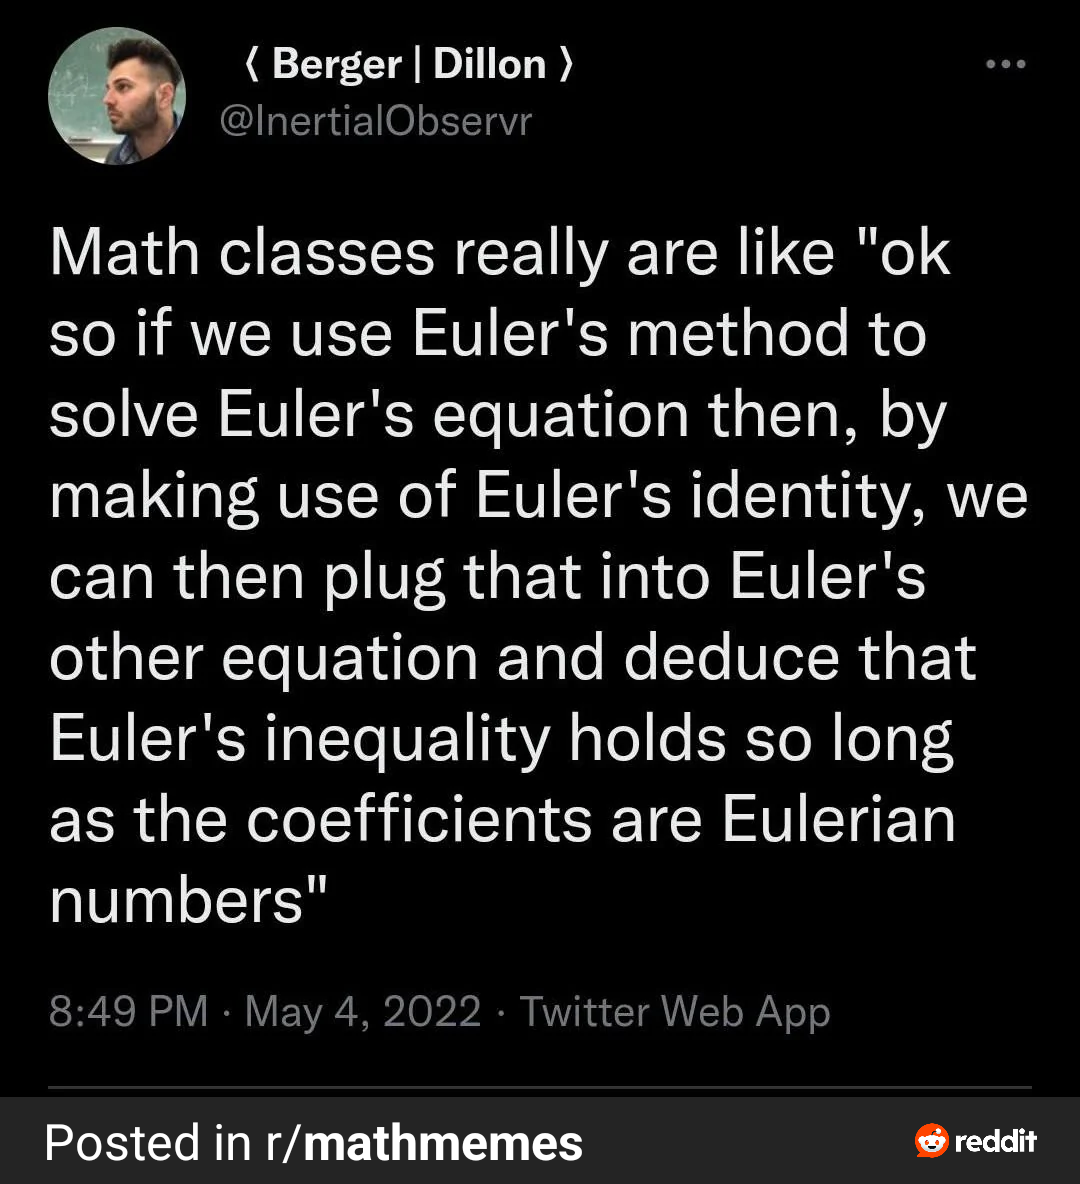 ⟨ Berger | Dillon ⟩
@InertialObservr
Math classes really are like "ok
so if we use Euler's method to
solve Euler's equation then, by
making use of Euler's identity, we
can then plug that into Euler's
other equation and deduce that
Euler's inequality holds so long
as the coefficients are Eulerian
numbers"
8:49 PM · May 4, 2022 · Twitter Web App
Posted in r/mathmemes
reddit